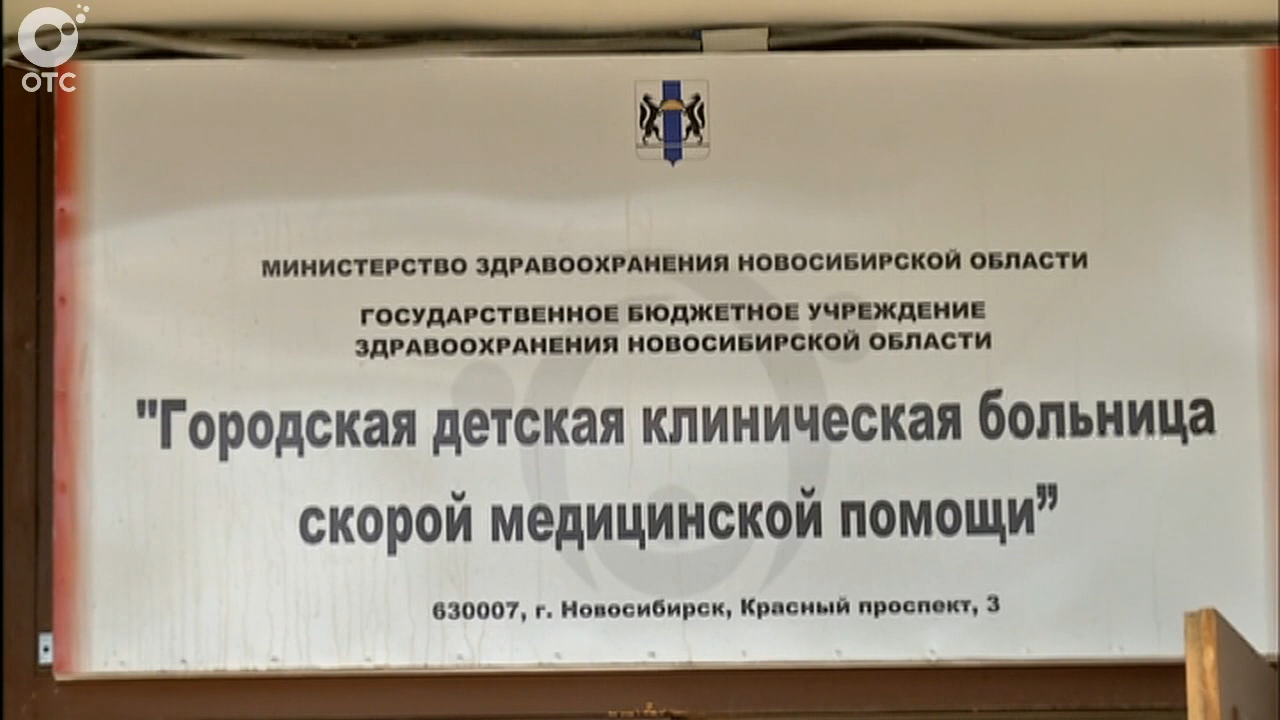 ОТС
МИНИСТЕРСТВО ЗДРАВООХРАНЕНИЯ НОВОСИБИРСКОЙ ОБЛАСТИ
ГОСУДАРСТВЕННОЕ БЮДЖЕТНОЕ УЧРЕЖДЕНИЕ
ЗДРАВООХРАНЕНИЯ НОВОСИБИРСКОЙ ОБЛАСТИ
"Городская детская клиническая больница
скорой медицинской помощи”
630007, г. Новосибирск, Красный проспект, 3